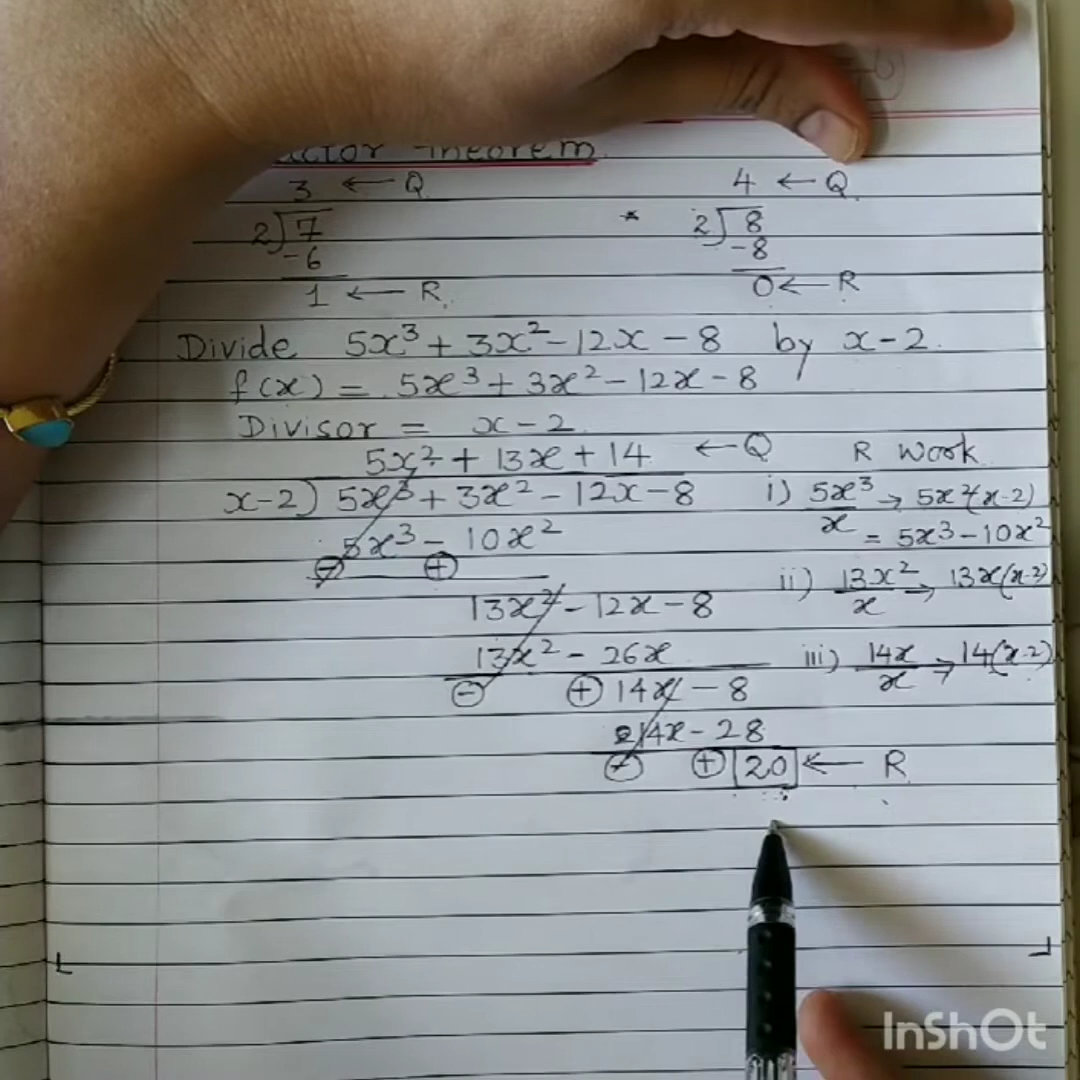 actor Theorem
3 ← Q
2)7
-6
1 ← R
* 4 ← Q
2)8
-8
0 ← R
Divide 5x³ + 3x² - 12x - 8 by x - 2.
f(x) = 5x³ + 3x² - 12x - 8
Divisor = x - 2
5x² + 13x + 14 ← Q
x-2) 5x³ + 3x² - 12x - 8
5x³ - 10x²
⊖ ⊕
13x² - 12x - 8
13x² - 26x
⊖ ⊕ 14x - 8
14x - 28
⊖ ⊕ 20 ← R
R Work
i) 5x³/x → 5x²(x-2)
= 5x³ - 10x²
ii) 13x²/x → 13x(x-2)
iii) 14x/x → 14(x-2)
InShOt